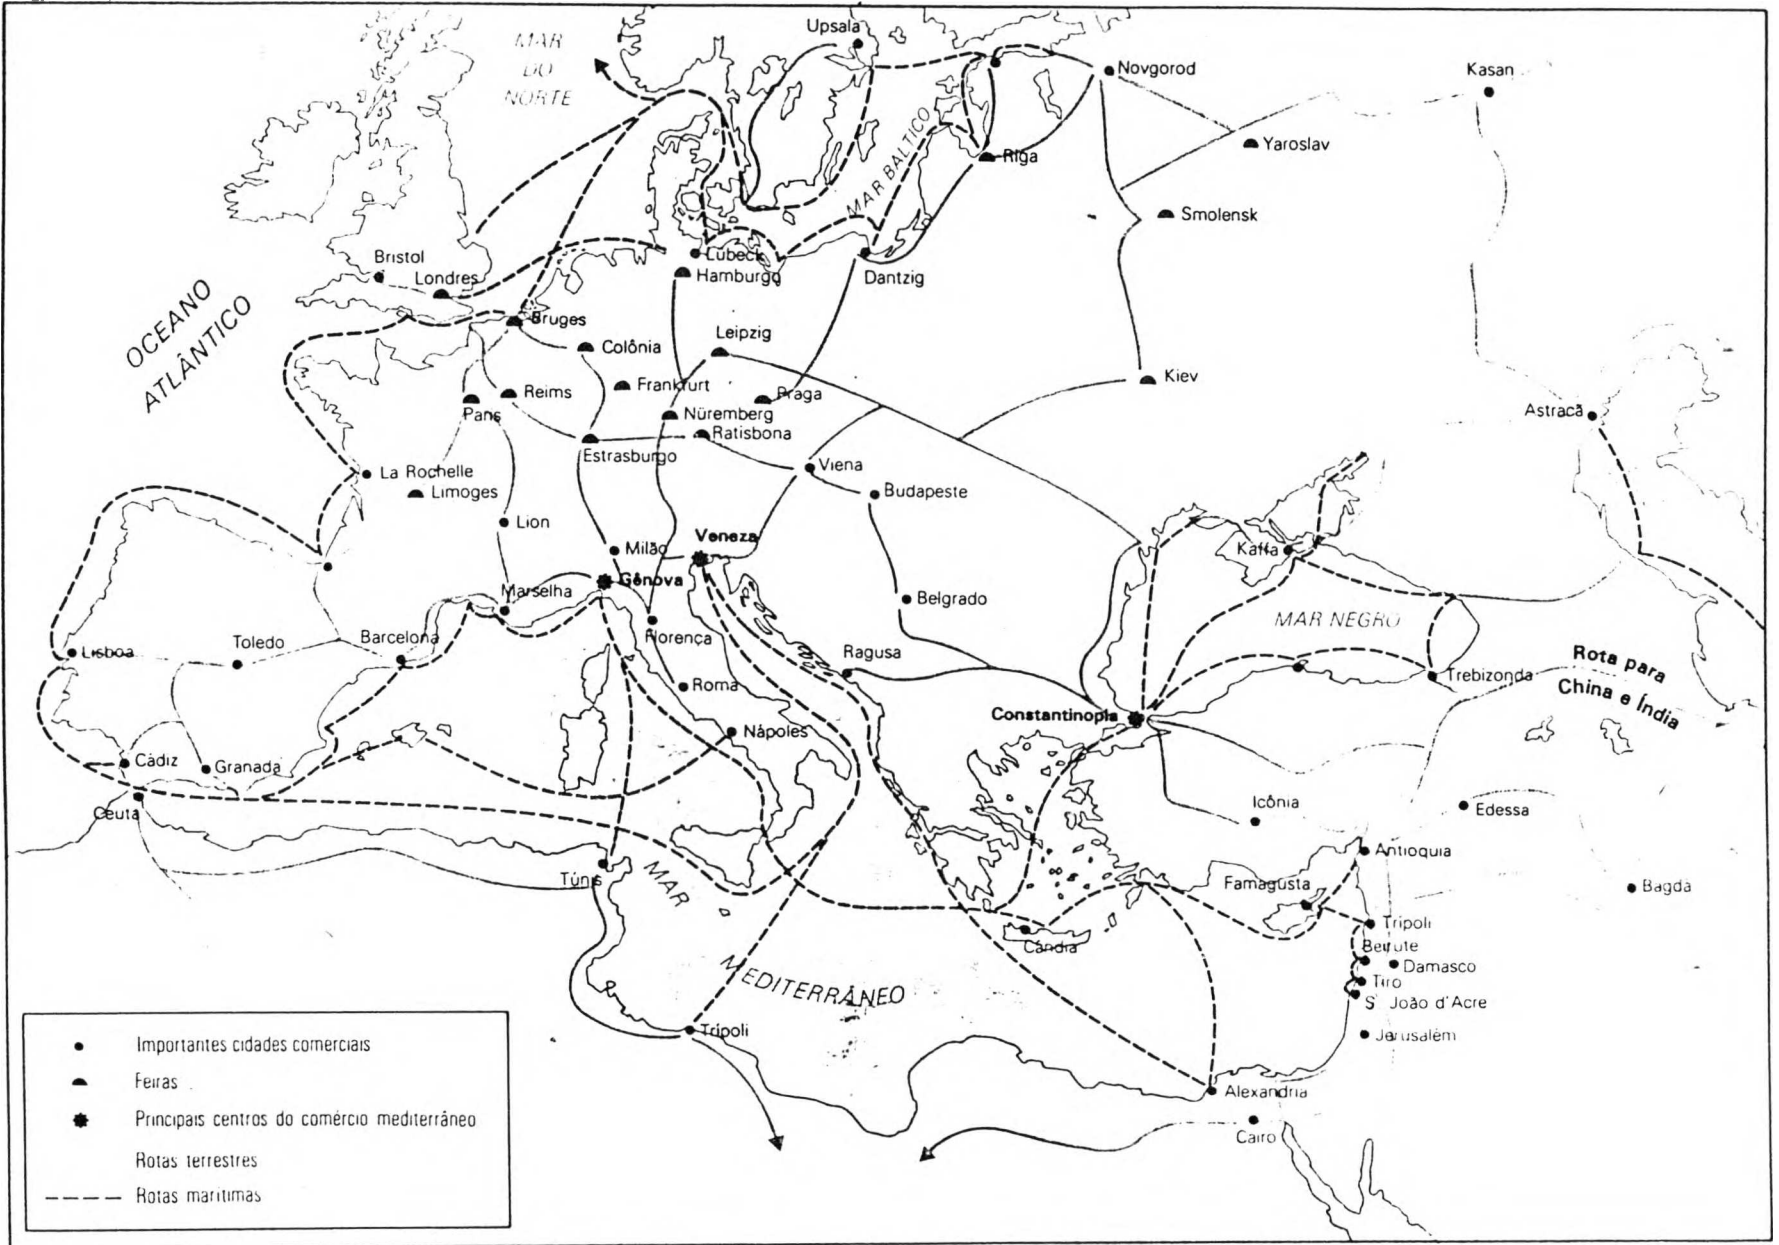 MAR
DO
NORTE
Upsala
Novgorod
Kasan
Yaroslav
Riga
MAR BALTICO
Smolensk
Bristol
Londres
Lübeck
Hamburgo
Dantzig
OCEANO
ATLÂNTICO
Bruges
Colônia
Leipzig
Reims
Frankfurt
Praga
Kiev
Paris
Nüremberg
Ratisbona
Astracã
Estrasburgo
La Rochelle
Limoges
Viena
Budapeste
Lion
Milão
Veneza
Kaffa
Gênova
Marselha
Belgrado
MAR NEGRO
Florença
Lisboa
Toledo
Barcelona
Ragusa
Roma
Trebizonda
Rota para
China e Índia
Constantinopla
Nápoles
Cádiz
Granada
Ceuta
Icônia
Edessa
Túnis
MAR
MEDITERRÂNEO
Antioquia
Famagusta
Bagdá
Cândia
Trípoli
Beirute
Damasco
Tiro
S. João d'Acre
Trípoli
Jerusalém
Alexandria
Cairo
Importantes cidades comerciais
Feiras
Principais centros do comércio mediterrâneo
Rotas terrestres
Rotas marítimas